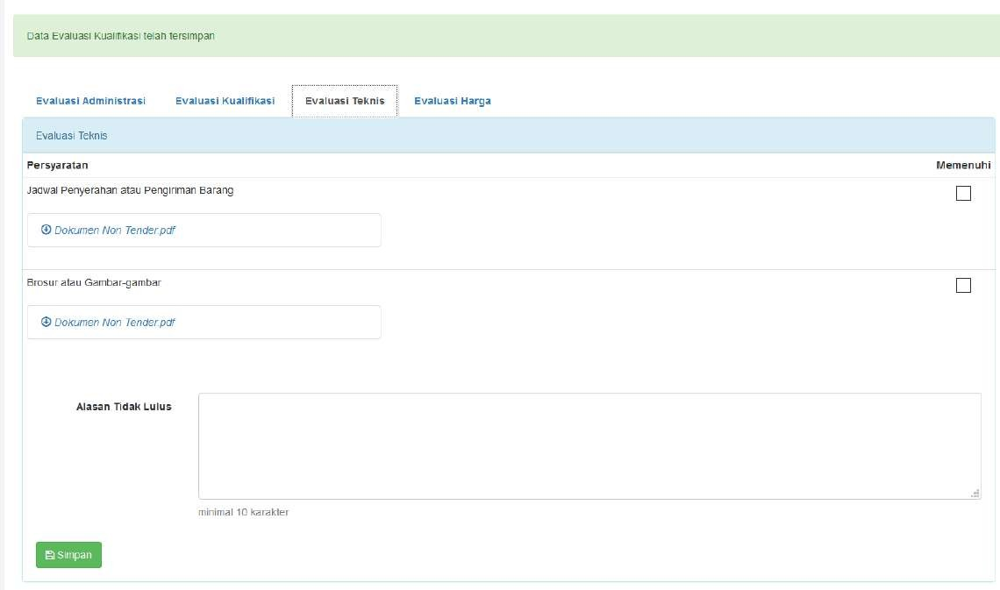 Data Evaluasi Kualifikasi telah tersimpan
Evaluasi Administrasi Evaluasi Kualifikasi Evaluasi Teknis Evaluasi Harga
Evaluasi Teknis
Persyaratan Memenuhi
Jadwal Penyerahan atau Pengiriman Barang
Dokumen Non Tender.pdf
Brosur atau Gambar-gambar
Dokumen Non Tender.pdf
Alasan Tidak Lulus
minimal 10 karakter
Simpan